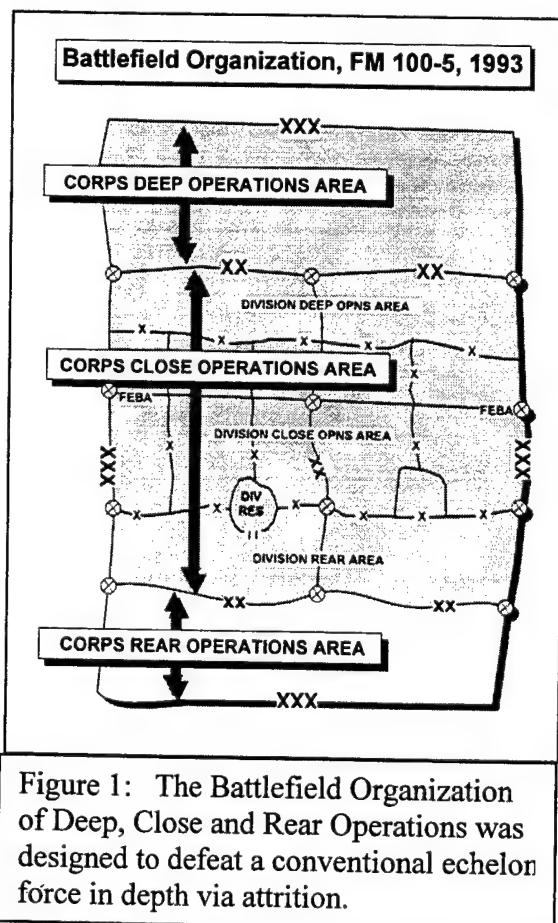 Battlefield Organization, FM 100-5, 1993
XXX
CORPS DEEP OPERATIONS AREA
XX XX
DIVISION DEEP OPNS AREA
X X X X
CORPS CLOSE OPERATIONS AREA
X
FEBA FEBA
DIVISION CLOSE OPNS AREA
XXX X X XX X XXX
DIV
RES
X X X X X
II
DIVISION REAR AREA
XX XX
CORPS REAR OPERATIONS AREA
XXX
Figure 1: The Battlefield Organization
of Deep, Close and Rear Operations was
designed to defeat a conventional echelon
force in depth via attrition.